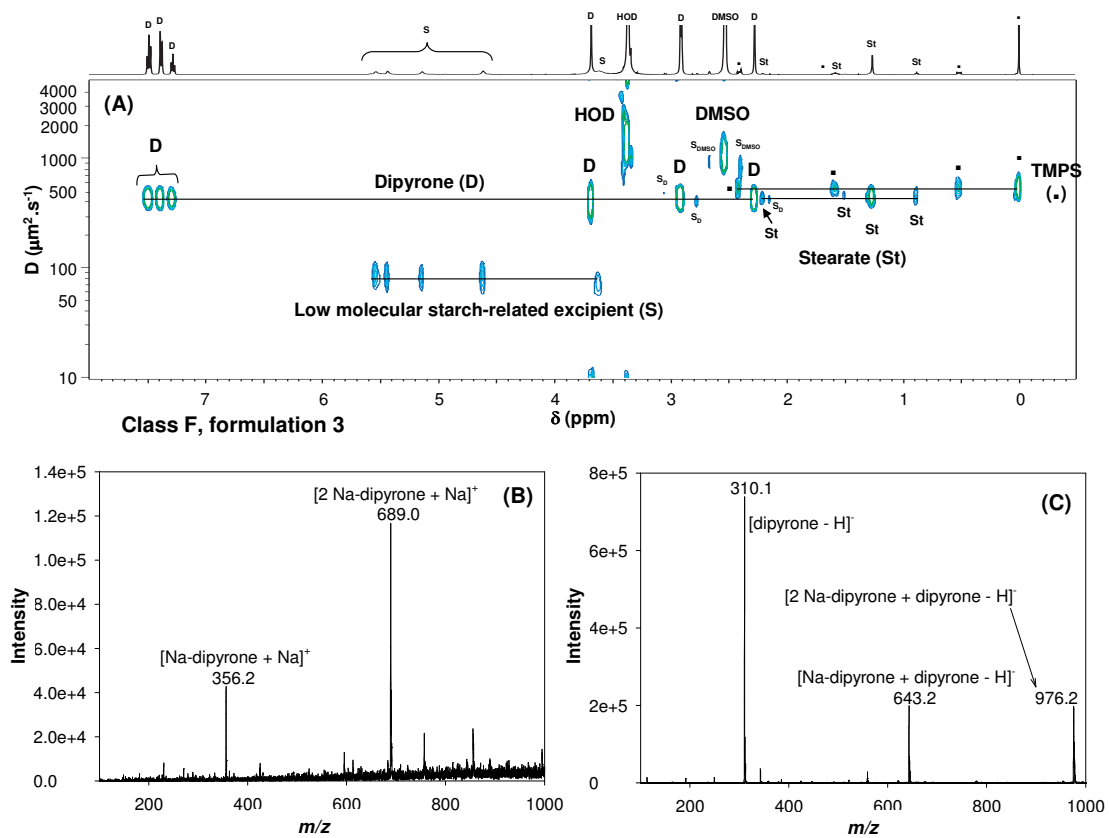 D
D
D
S
D
S
HOD
D
DMSO
▪
D
St
▪
St
St
St
▪
▪
(A)
4000
3000
2000
1000
500
100
50
10
D (μm².s⁻¹)
HOD
DMSO
D
D
D
D
S_DMSO
S_DMSO
▪
▪
▪
▪
TMPS
(▪)
Dipyrone (D)
S_D
S_D
S_D
St
St
St
St
Stearate (St)
Low molecular starch-related excipient (S)
7
6
5
4
3
2
1
0
δ (ppm)
Class F, formulation 3
(B)
1.4e+5
1.2e+5
1.0e+5
8.0e+4
6.0e+4
4.0e+4
2.0e+4
0.0
Intensity
[2 Na-dipyrone + Na]⁺
689.0
[Na-dipyrone + Na]⁺
356.2
200
400
600
800
1000
m/z
(C)
8e+5
6e+5
4e+5
2e+5
0
Intensity
310.1
[dipyrone - H]⁻
[2 Na-dipyrone + dipyrone - H]⁻
[Na-dipyrone + dipyrone - H]⁻
643.2
976.2
200
400
600
800
1000
m/z